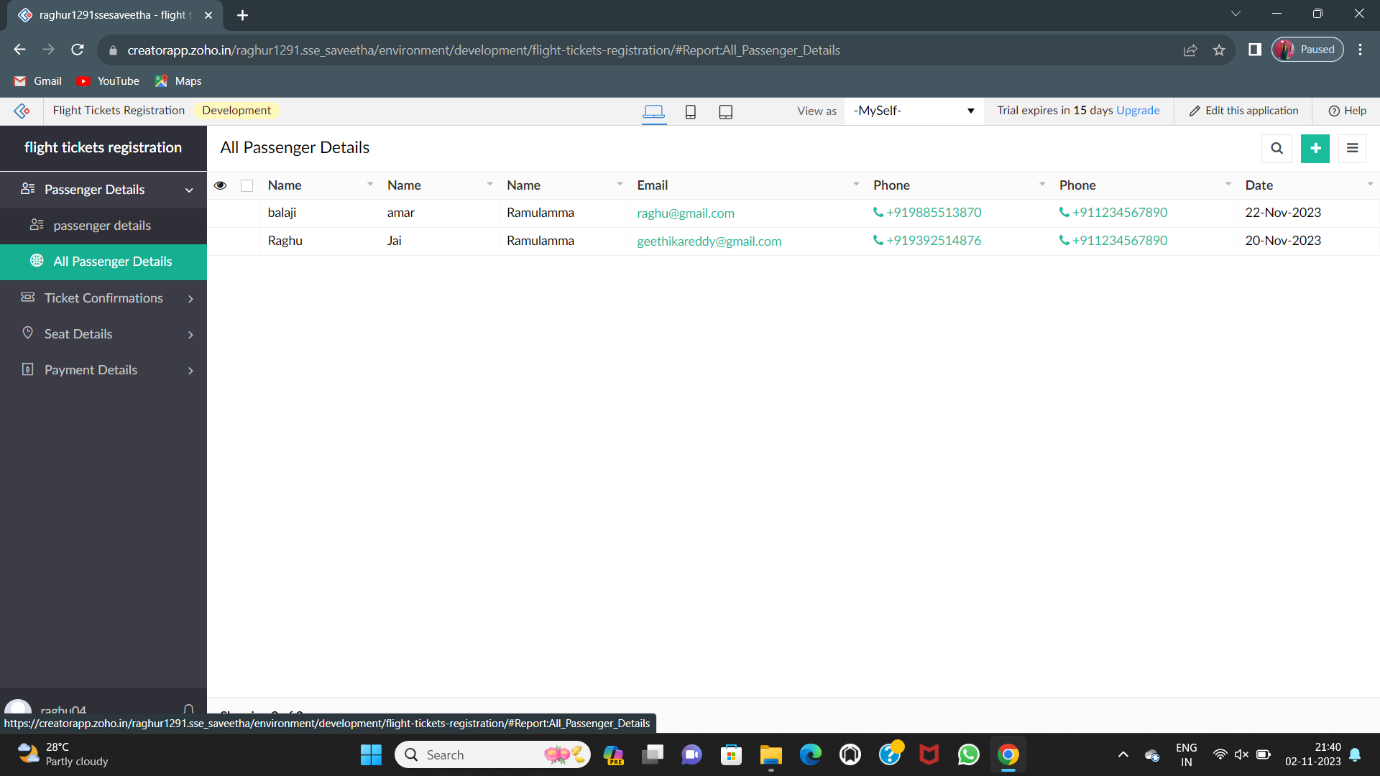 raghur1291ssesaveetha - flight t
creatorapp.zoho.in/raghur1291.sse_saveetha/environment/development/flight-tickets-registration/#Report:All_Passenger_Details
Paused
Gmail YouTube Maps
Flight Tickets Registration Development View as -MySelf- Trial expires in 15 days Upgrade Edit this application Help
flight tickets registration All Passenger Details
Passenger Details
passenger details
All Passenger Details
Ticket Confirmations
Seat Details
Payment Details
Name Name Name Email Phone Phone Date
balaji amar Ramulamma raghu@gmail.com +919885513870 +911234567890 22-Nov-2023
Raghu Jai Ramulamma geethikareddy@gmail.com +919392514876 +911234567890 20-Nov-2023
raghu04
https://creatorapp.zoho.in/raghur1291.sse_saveetha/environment/development/flight-tickets-registration/#Report:All_Passenger_Details
28°C
Partly cloudy
Search
PRE
ENG
IN
21:40
02-11-2023